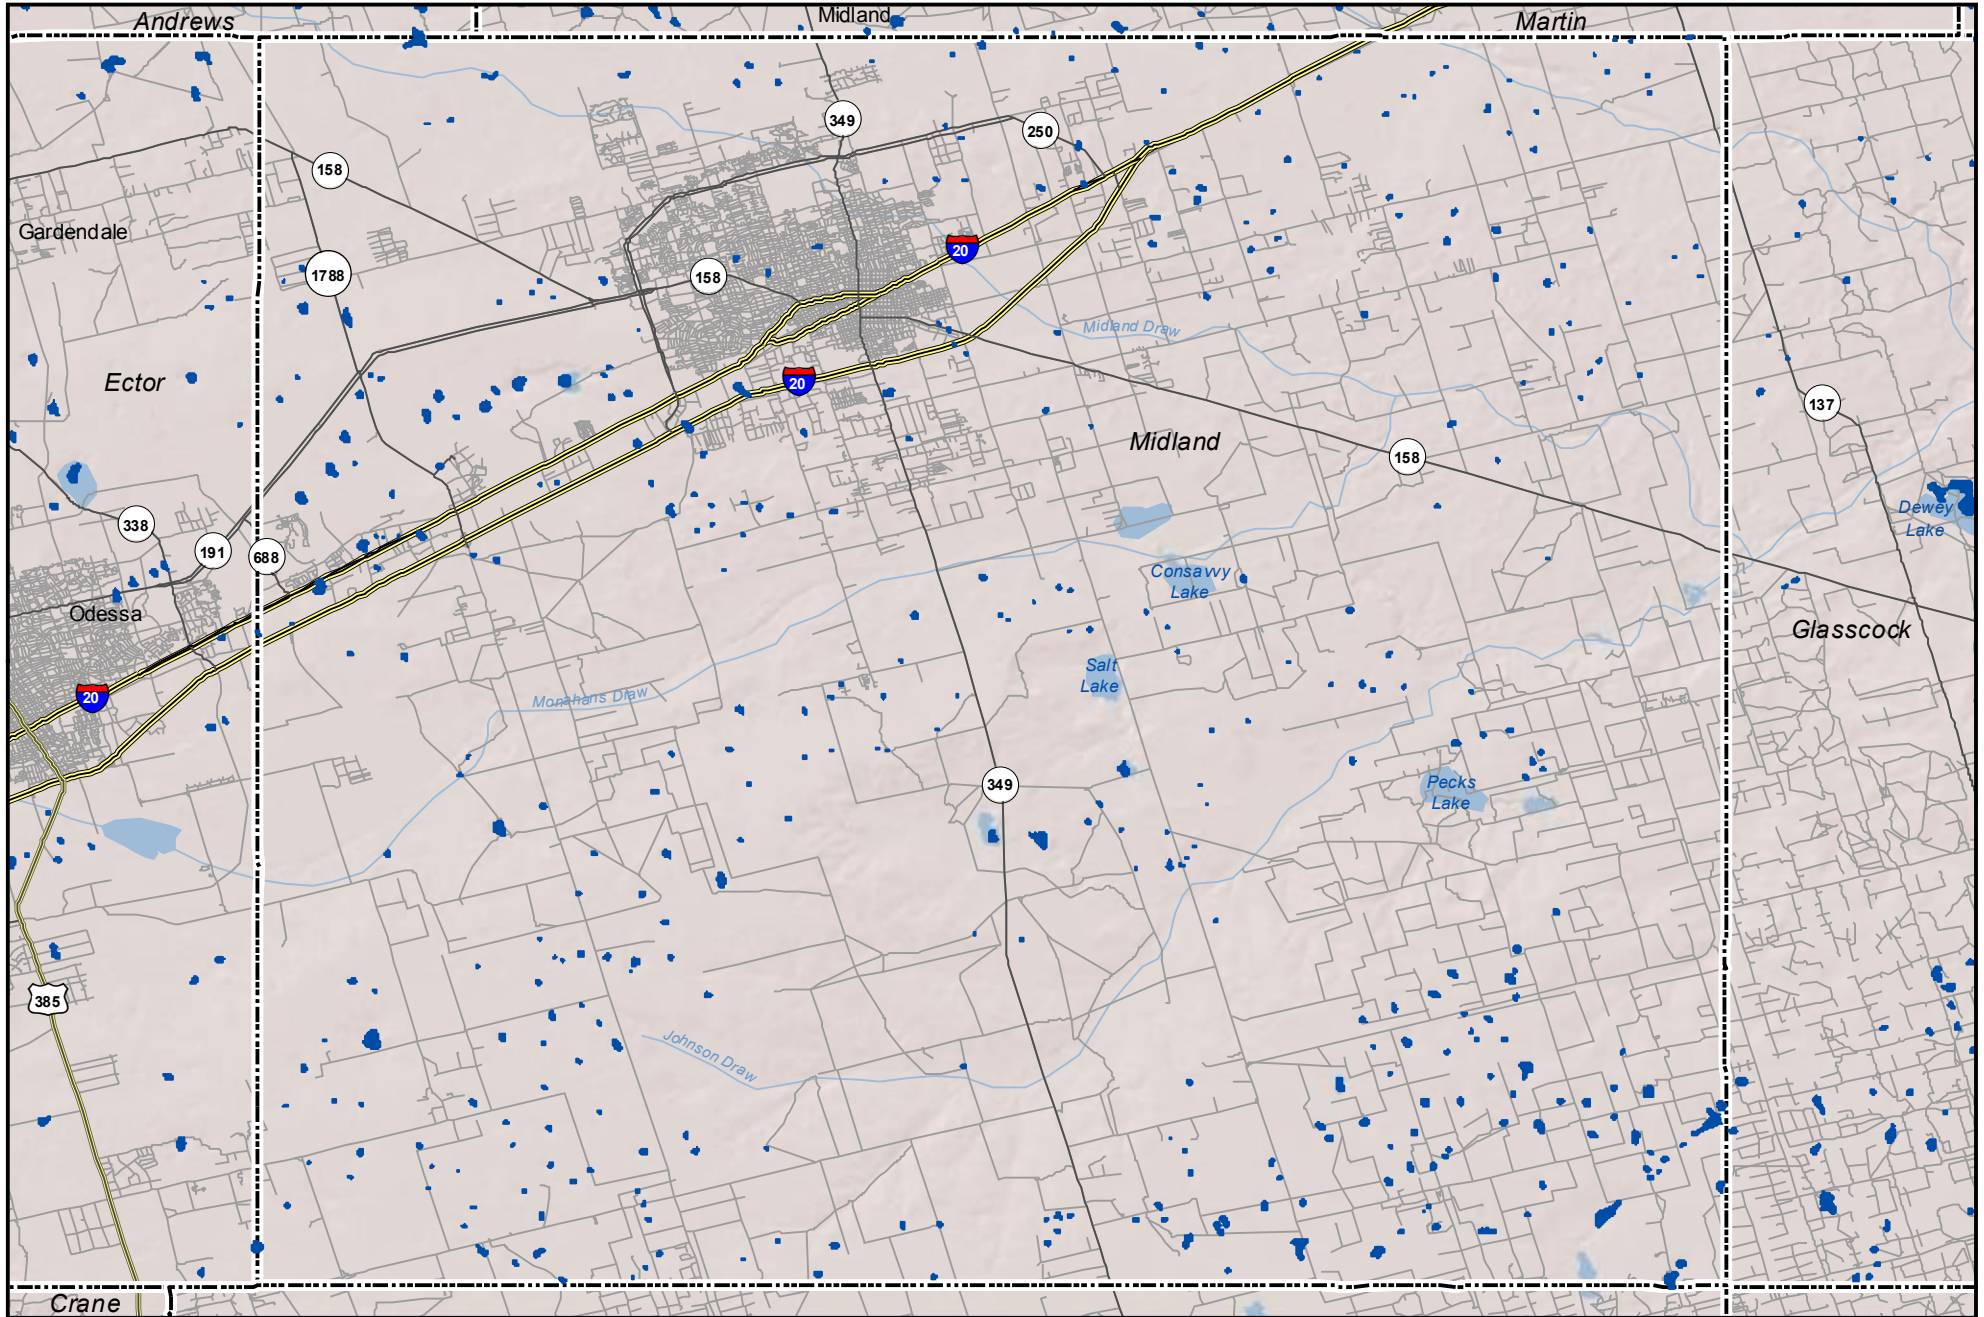 Andrews
Midland
Martin
349
250
158
Gardendale
20
1788
158
Midland Draw
Ector
20
137
Midland
158
Dewey
Lake
338
191
688
Consavvy
Lake
Odessa
Glasscock
Salt
Lake
20
Monahans Draw
349
Pecks
Lake
385
Johnson Draw
Crane